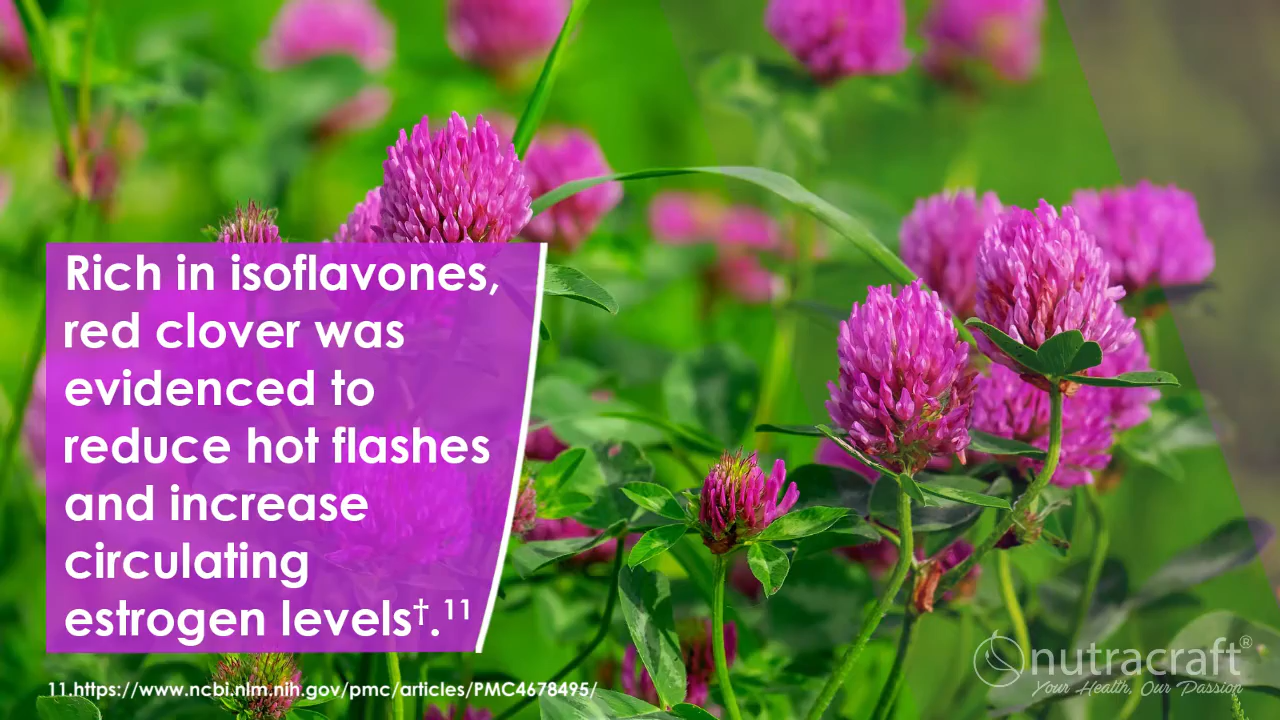 Rich in isoflavones,
red clover was
evidenced to
reduce hot flashes
and increase
circulating
estrogen levels†.¹¹
11.https://www.ncbi.nlm.nih.gov/pmc/articles/PMC4678495/
nutracraft®
Your Health, Our Passion